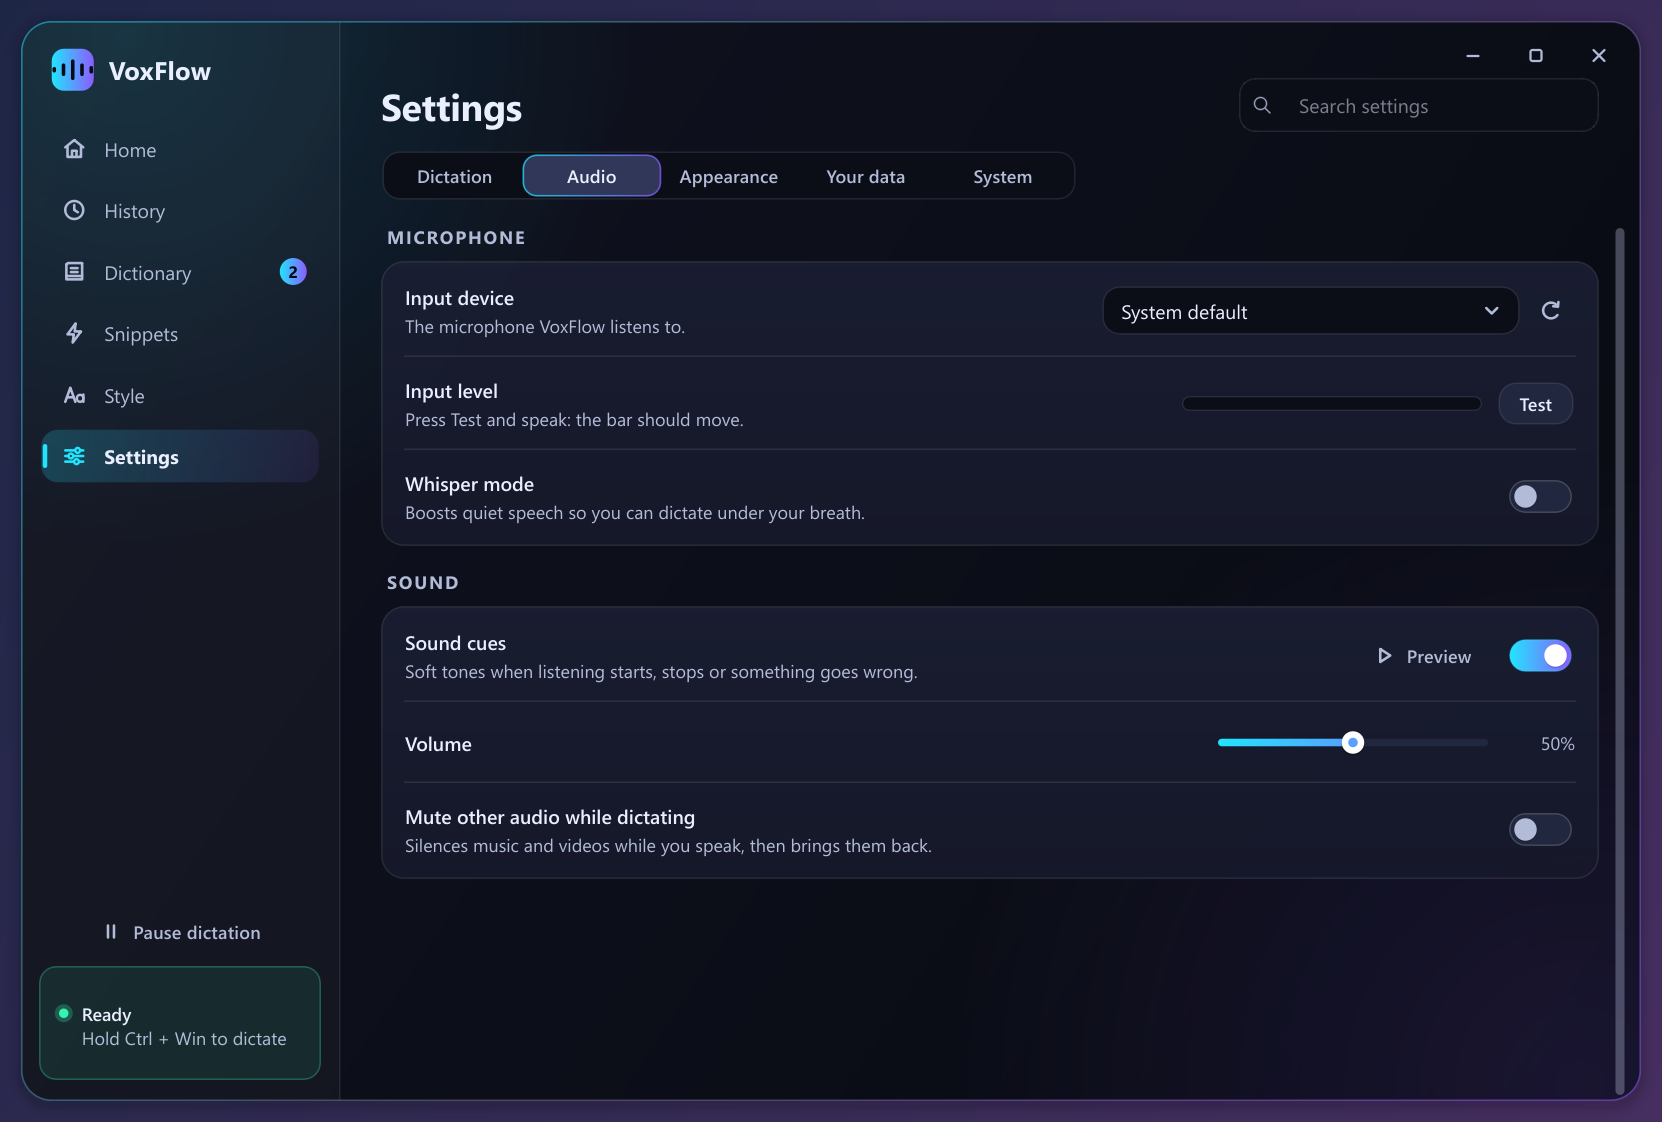 VoxFlow
Home
History
Dictionary 2
Snippets
Style
Settings
Pause dictation
Ready
Hold Ctrl + Win to dictate
Settings
Search settings
Dictation Audio Appearance Your data System
MICROPHONE
Input device
The microphone VoxFlow listens to.
System default
Input level
Press Test and speak: the bar should move.
Test
Whisper mode
Boosts quiet speech so you can dictate under your breath.
SOUND
Sound cues
Soft tones when listening starts, stops or something goes wrong.
Preview
Volume
50%
Mute other audio while dictating
Silences music and videos while you speak, then brings them back.